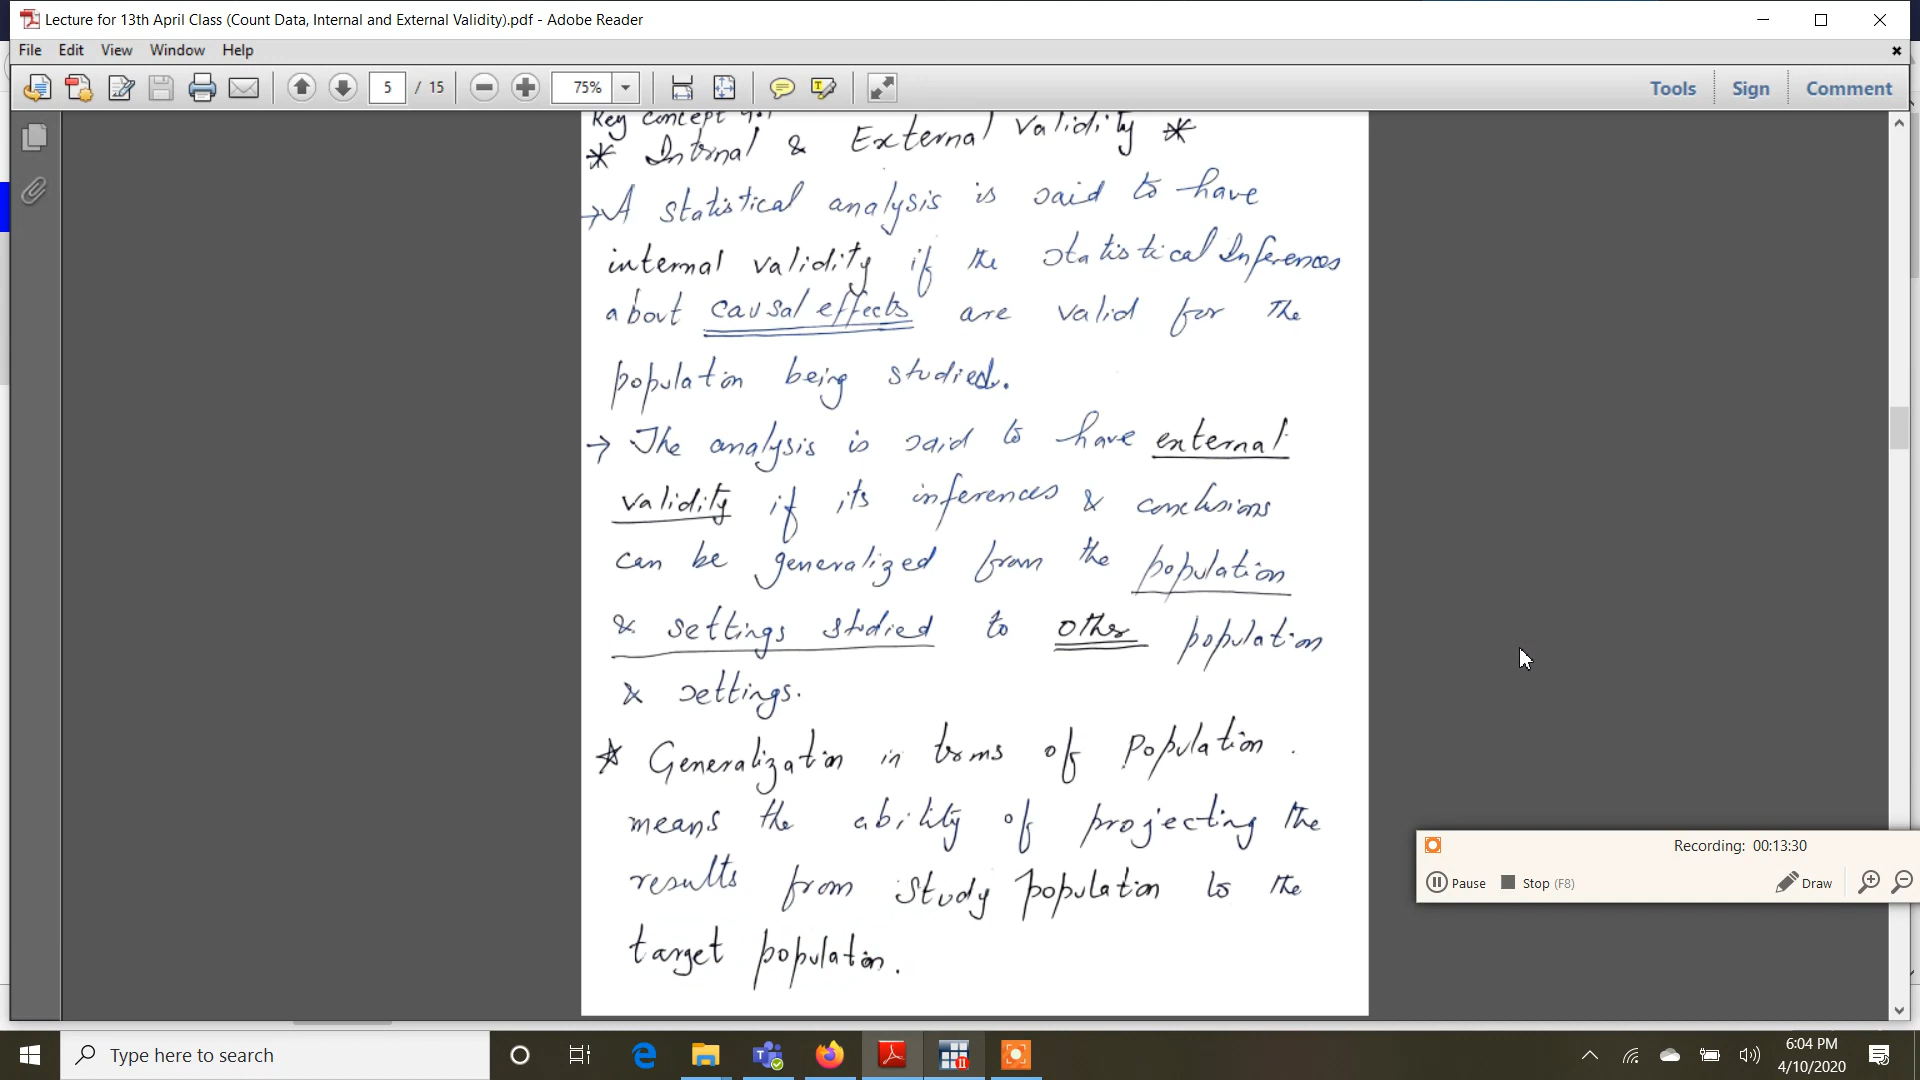 Lecture for 13th April Class (Count Data, Internal and External Validity).pdf - Adobe Reader
File Edit View Window Help
5 / 15 75% Tools Sign Comment
Key Concept
* Intrnal & External Validity *
→ A statistical analysis is said to have
internal validity if the statistical Inferences
about causal effects are valid for the
population being studied.
→ The analysis is said to have external
validity if its inferences & conclusions
can be generalized from the population
& settings studied to other population
& settings.
* Generalization in terms of Population.
means the ability of projecting the
results from study population to the
target population.
Recording: 00:13:30
Pause Stop (F8) Draw
Type here to search
6:04 PM
4/10/2020